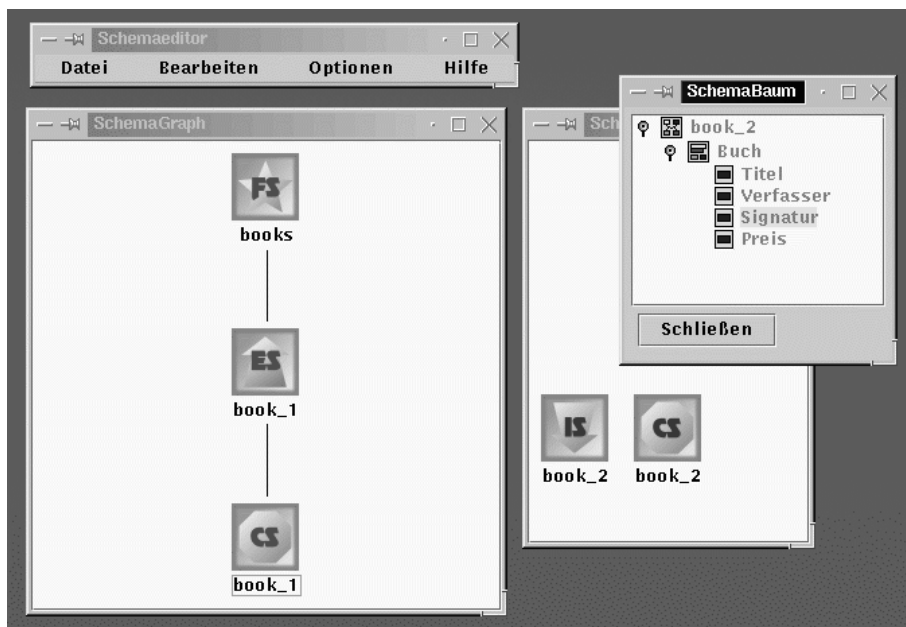 Schemaeditor
Datei Bearbeiten Optionen Hilfe
SchemaGraph
FS
books
ES
book_1
CS
book_1
Sch
IS
book_2
CS
book_2
SchemaBaum
book_2
Buch
Titel
Verfasser
Signatur
Preis
Schließen